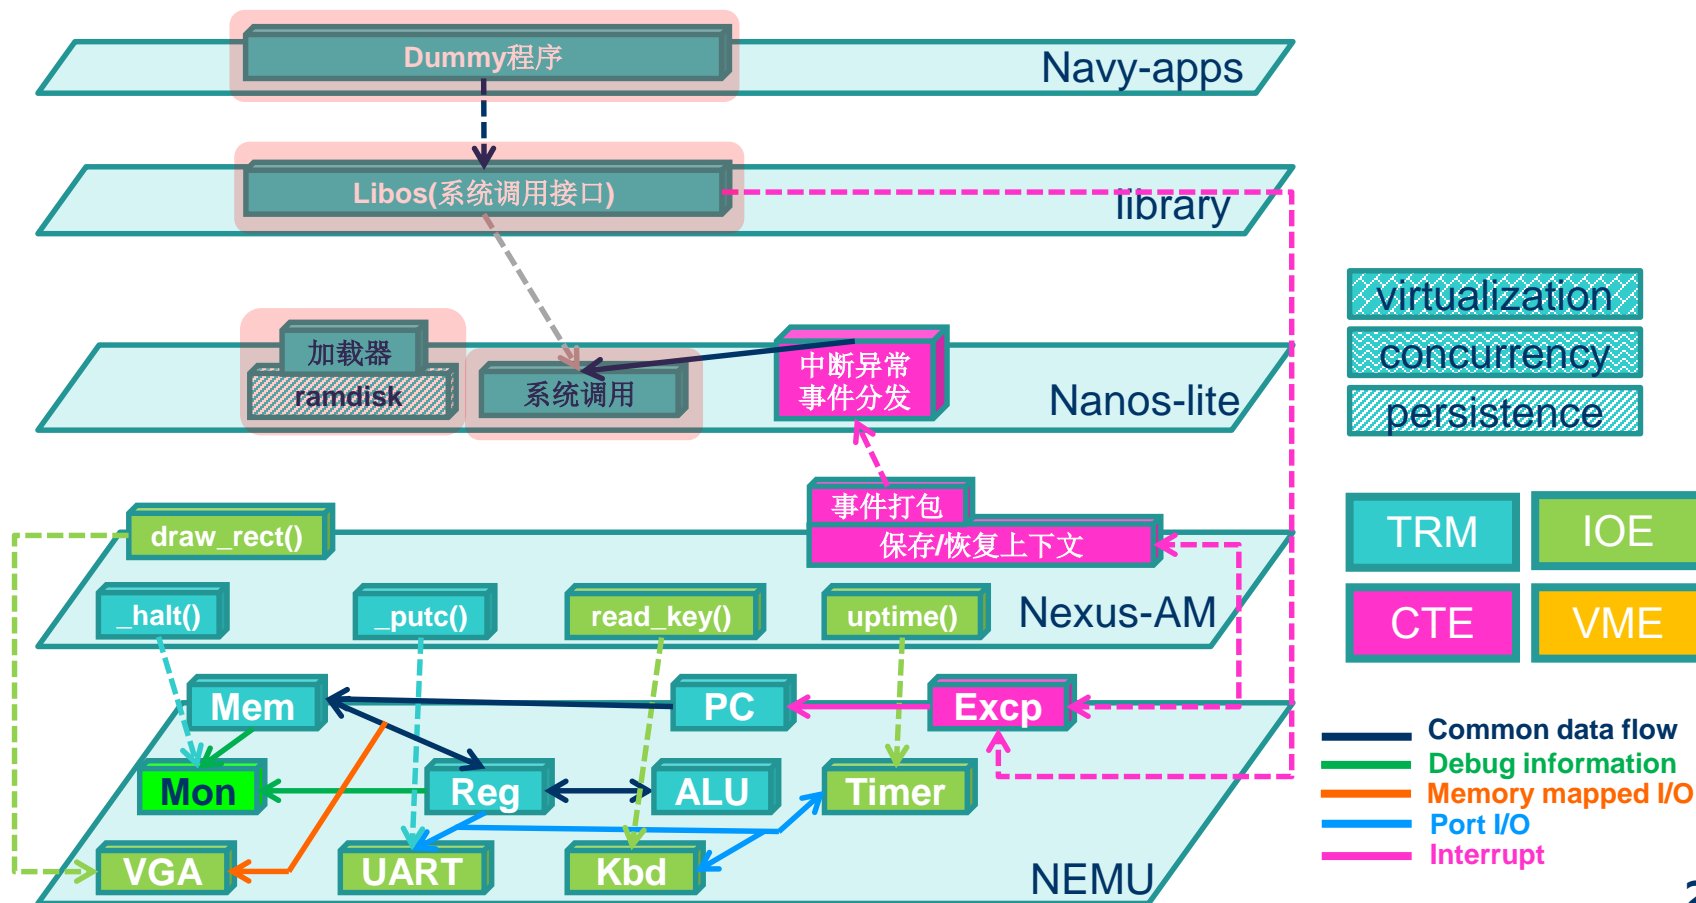 Dummy程序
Navy-apps
Libos(系统调用接口)
library
加载器
ramdisk
系统调用
中断异常
事件分发
Nanos-lite
virtualization
concurrency
persistence
事件打包
保存/恢复上下文
draw_rect()
_halt()
_putc()
read_key()
uptime()
Nexus-AM
TRM
IOE
CTE
VME
Mem
PC
Excp
Mon
Reg
ALU
Timer
VGA
UART
Kbd
NEMU
Common data flow
Debug information
Memory mapped I/O
Port I/O
Interrupt